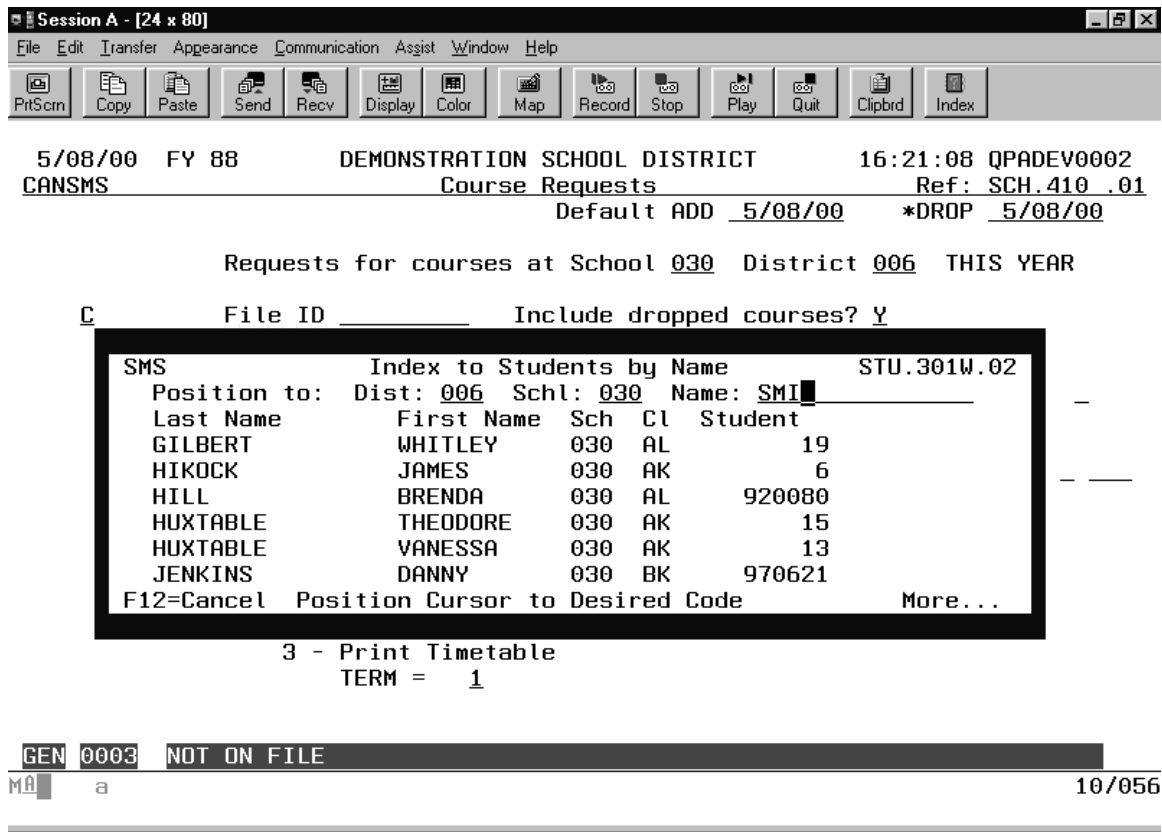 Session A - [24 x 80]
File Edit Transfer Appearance Communication Assist Window Help
PrtScrn Copy Paste Send Recv Display Color Map Record Stop Play Quit Clipbrd Index
5/08/00 FY 88 DEMONSTRATION SCHOOL DISTRICT 16:21:08 QPADEV0002
CANSMS Course Requests Ref: SCH.410 .01
Default ADD 5/08/00 *DROP 5/08/00
Requests for courses at School 030 District 006 THIS YEAR
C File ID _________ Include dropped courses? Y
SMS Index to Students by Name STU.301W.02
Position to: Dist: 006 Schl: 030 Name: SMI
Last Name First Name Sch Cl Student
GILBERT WHITLEY 030 AL 19
HIKOCK JAMES 030 AK 6
HILL BRENDA 030 AL 920080
HUXTABLE THEODORE 030 AK 15
HUXTABLE VANESSA 030 AK 13
JENKINS DANNY 030 BK 970621
F12=Cancel Position Cursor to Desired Code More...
3 - Print Timetable
TERM = 1
GEN 0003 NOT ON FILE
MA a 10/056